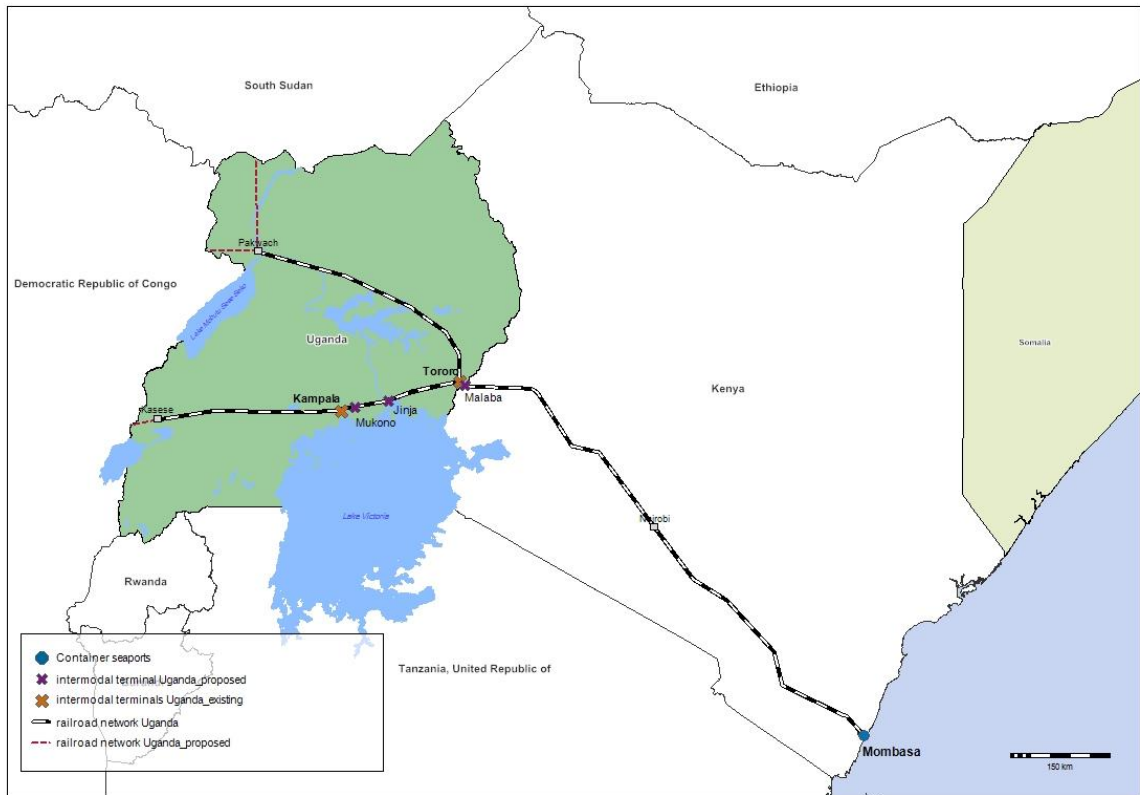 South Sudan
Ethiopia
Pakwach
Democratic Republic of Congo
Uganda
Somalia
Tororo
Kenya
Malaba
Kampala
Jinja
Kasese
Mukono
Lake Victoria
Nairobi
Rwanda
Container seaports
intermodal terminal Uganda_proposed
intermodal terminals Uganda_existing
railroad network Uganda
railroad network Uganda_proposed
Tanzania, United Republic of
Mombasa
150 km